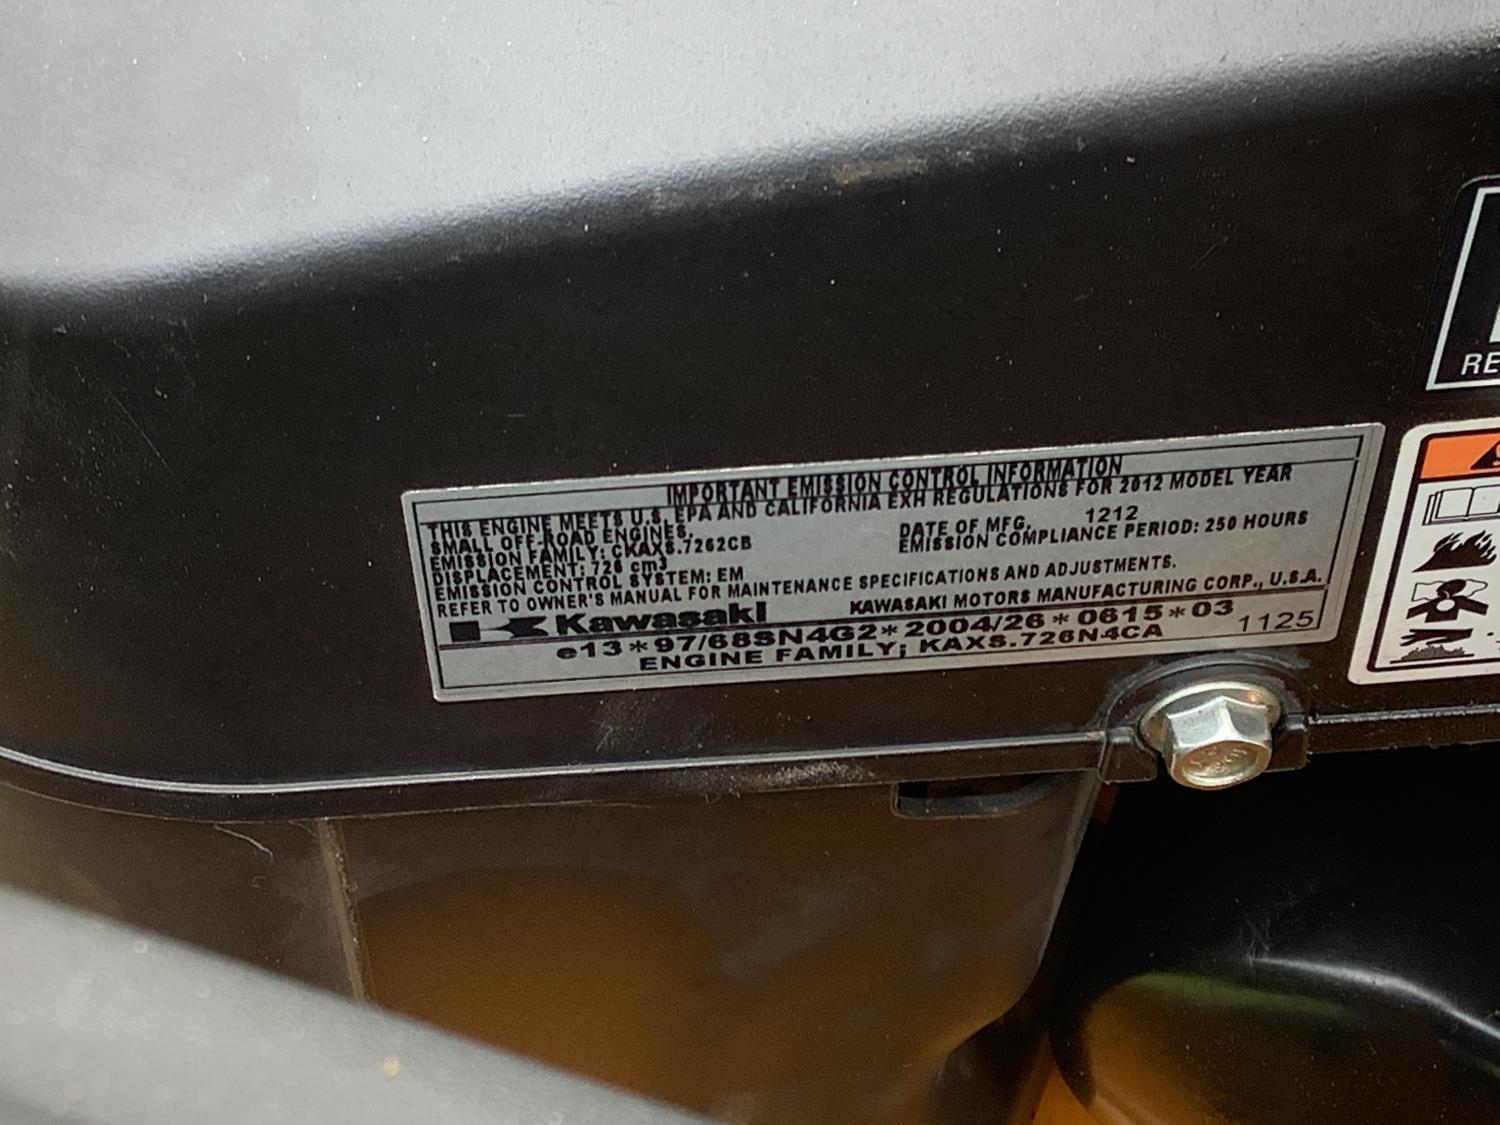 IMPORTANT EMISSION CONTROL INFORMATION
THIS ENGINE MEETS U.S. EPA AND CALIFORNIA EXH REGULATIONS FOR 2012 MODEL YEAR
SMALL OFF-ROAD ENGINES.
EMISSION FAMILY: CKAXS.7262CB
DATE OF MFG. 1212
DISPLACEMENT: 726 cm3
EMISSION COMPLIANCE PERIOD: 250 HOURS
EMISSION CONTROL SYSTEM: EM
REFER TO OWNER'S MANUAL FOR MAINTENANCE SPECIFICATIONS AND ADJUSTMENTS.
Kawasaki KAWASAKI MOTORS MANUFACTURING CORP., U.S.A.
e13*97/68SN4G2*2004/26*0615*03
ENGINE FAMILY; KAXS.726N4CA
1125